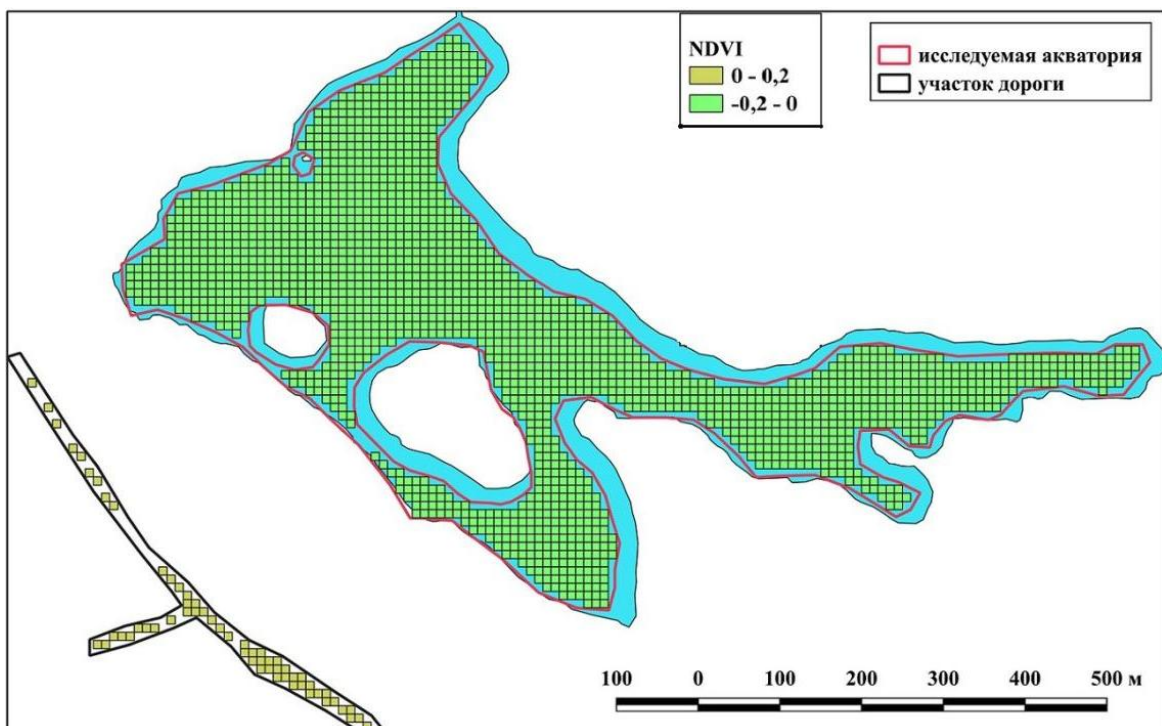 NDVI
0 - 0,2
-0,2 - 0
исследуемая акватория
участок дороги
100 0 100 200 300 400 500 м